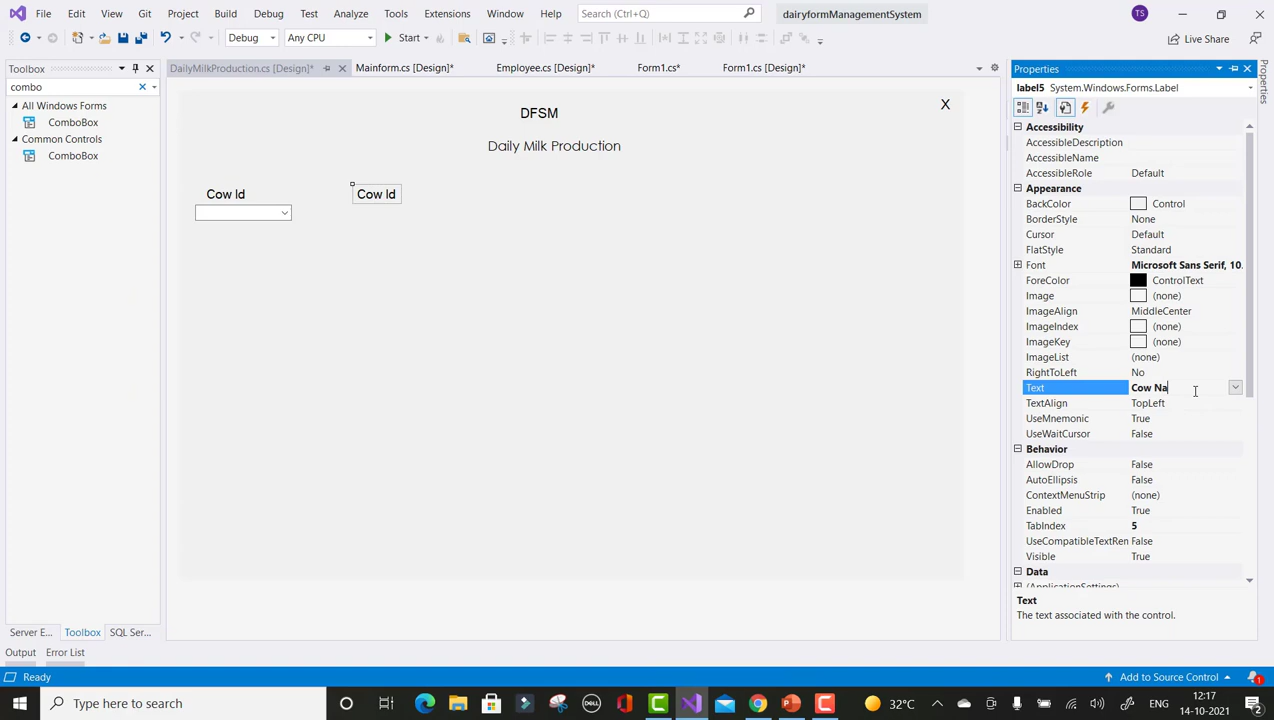 File Edit View Git Project Build Debug Test Analyze Tools Extensions Window Help Search (Ctrl+Q) dairyformManagementSystem TS
Debug Any CPU Start Live Share
Toolbox DailyMilkProduction.cs [Design]* Mainform.cs [Design]* Employee.cs [Design]* Form1.cs* Form1.cs [Design]* Properties
combo
All Windows Forms
ComboBox
Common Controls
ComboBox
X
DFSM
Daily Milk Production
Cow Id Cow Id
label5 System.Windows.Forms.Label
Accessibility
AccessibleDescription
AccessibleName
AccessibleRole Default
Appearance
BackColor Control
BorderStyle None
Cursor Default
FlatStyle Standard
Font Microsoft Sans Serif, 10.
ForeColor ControlText
Image (none)
ImageAlign MiddleCenter
ImageIndex (none)
ImageKey (none)
ImageList (none)
RightToLeft No
Text Cow Na
TextAlign TopLeft
UseMnemonic True
UseWaitCursor False
Behavior
AllowDrop False
AutoEllipsis False
ContextMenuStrip (none)
Enabled True
TabIndex 5
UseCompatibleTextRen False
Visible True
Data
(ApplicationSettings)
Text
The text associated with the control.
Properties
Server E... Toolbox SQL Ser...
Output Error List
Ready Add to Source Control 1
Type here to search DELL 32°C 12:17
14-10-2021 2